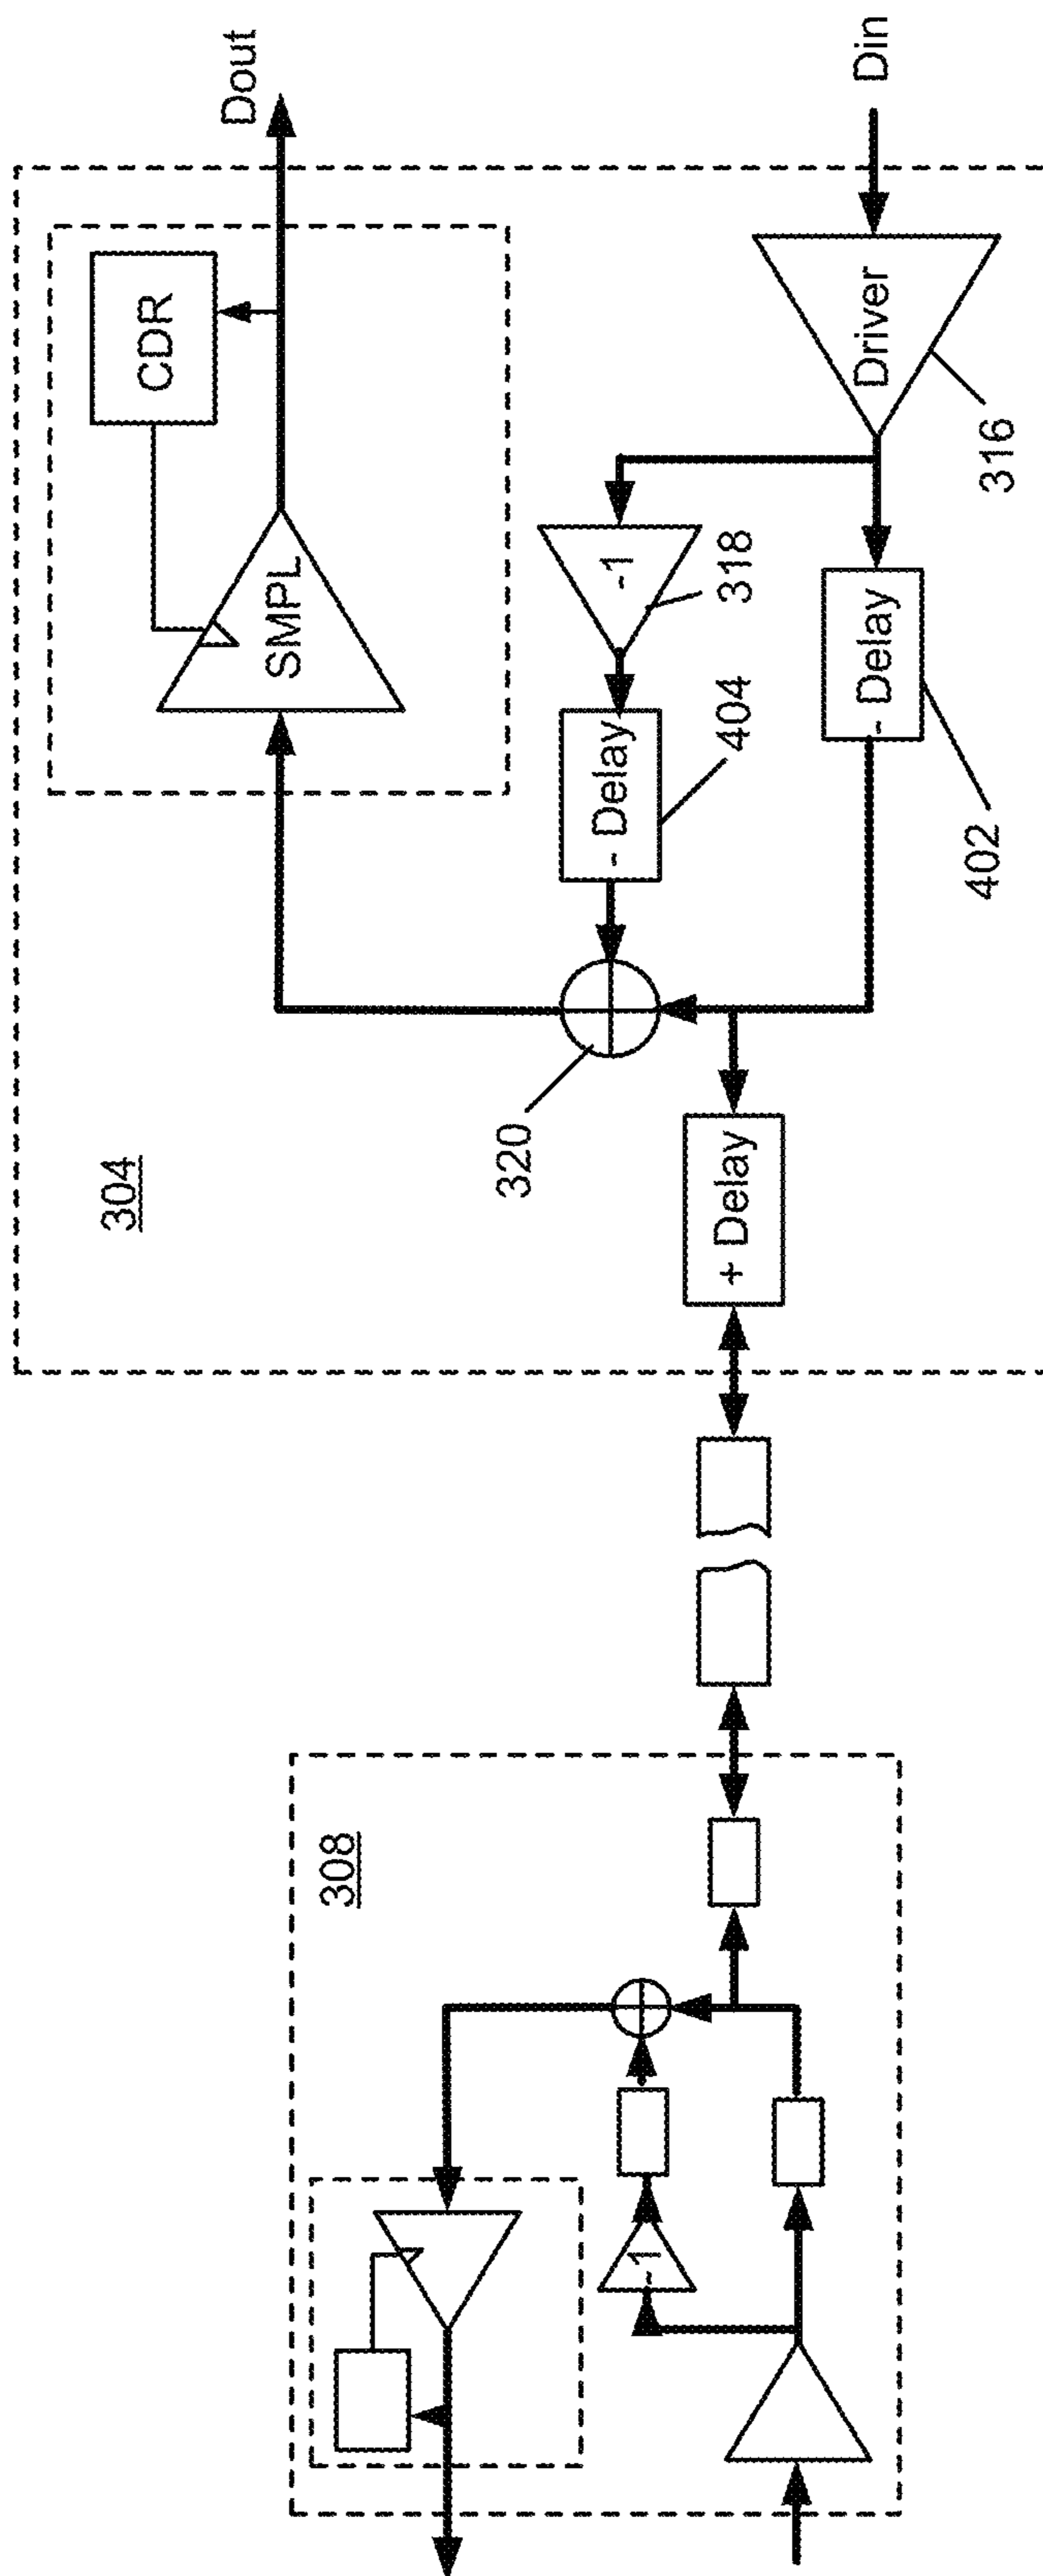 308
-1
304
CDR
Dout
SMPL
320
-1
318
- Delay
404
+ Delay
- Delay
402
Driver
316
Din